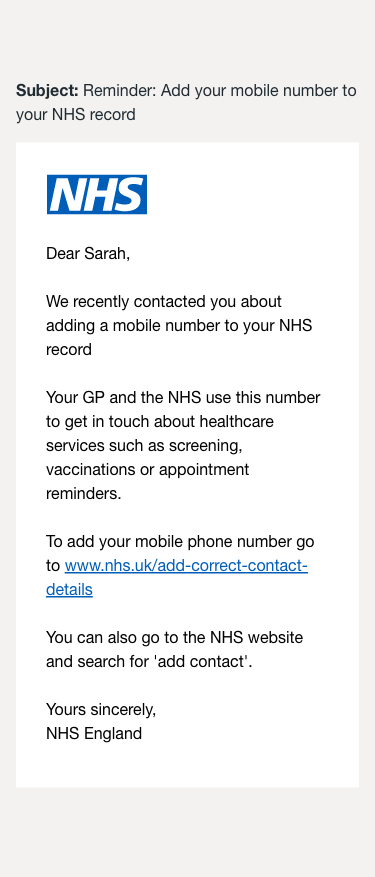 Subject: Reminder: Add your mobile number to
your NHS record
NHS
Dear Sarah,
We recently contacted you about
adding a mobile number to your NHS
record
Your GP and the NHS use this number
to get in touch about healthcare
services such as screening,
vaccinations or appointment
reminders.
To add your mobile phone number go
to www.nhs.uk/add-correct-contact-
details
You can also go to the NHS website
and search for 'add contact'.
Yours sincerely,
NHS England